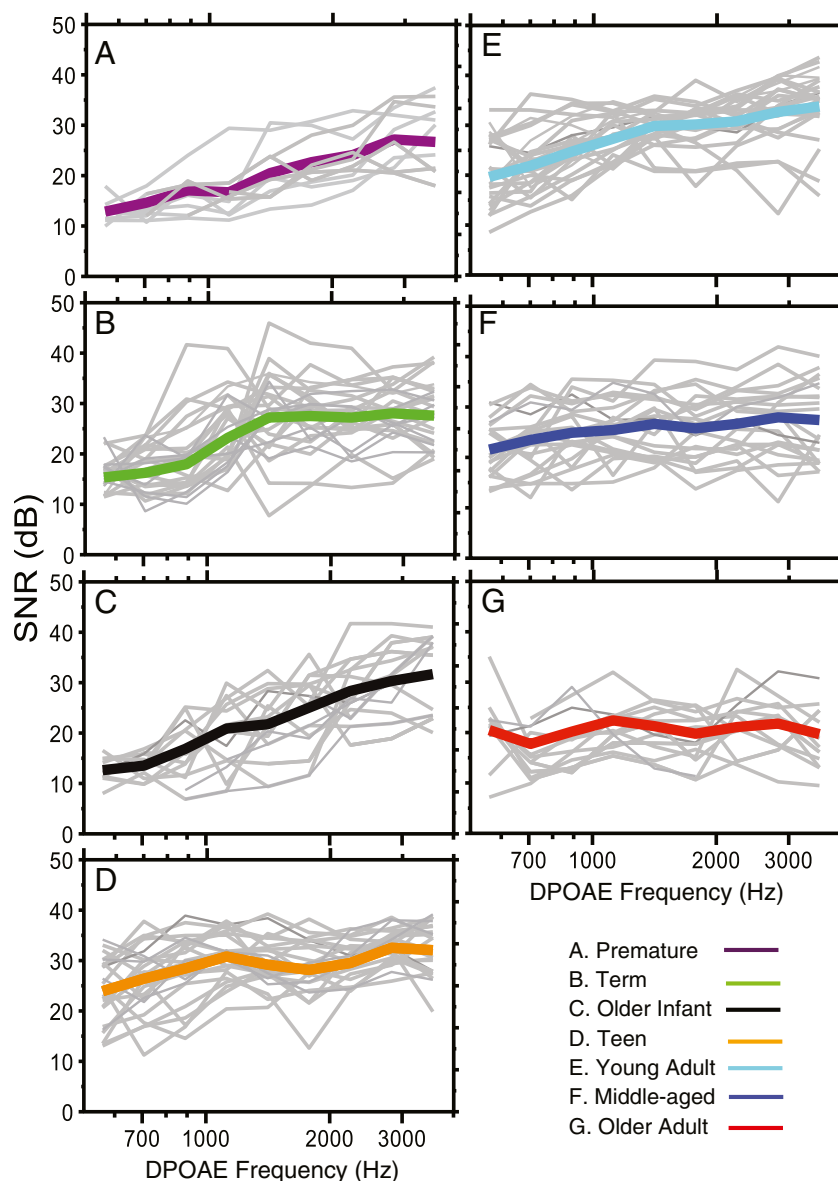 A
50
40
30
20
10
0
E
B
50
40
30
20
10
0
F
SNR (dB)
C
50
40
30
20
10
0
G
700 1000 2000 3000
DPOAE Frequency (Hz)
D
50
40
30
20
10
0
700 1000 2000 3000
DPOAE Frequency (Hz)
A. Premature
B. Term
C. Older Infant
D. Teen
E. Young Adult
F. Middle-aged
G. Older Adult